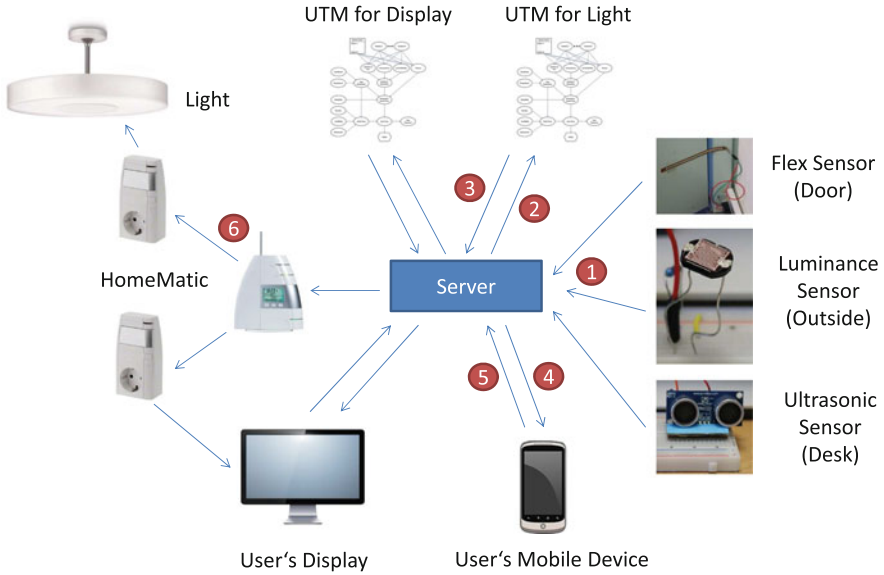 UTM for Display
UTM for Light
Light
Flex Sensor
(Door)
3
2
6
1
HomeMatic
Server
Luminance
Sensor
(Outside)
5
4
Ultrasonic
Sensor
(Desk)
User‘s Display
User‘s Mobile Device